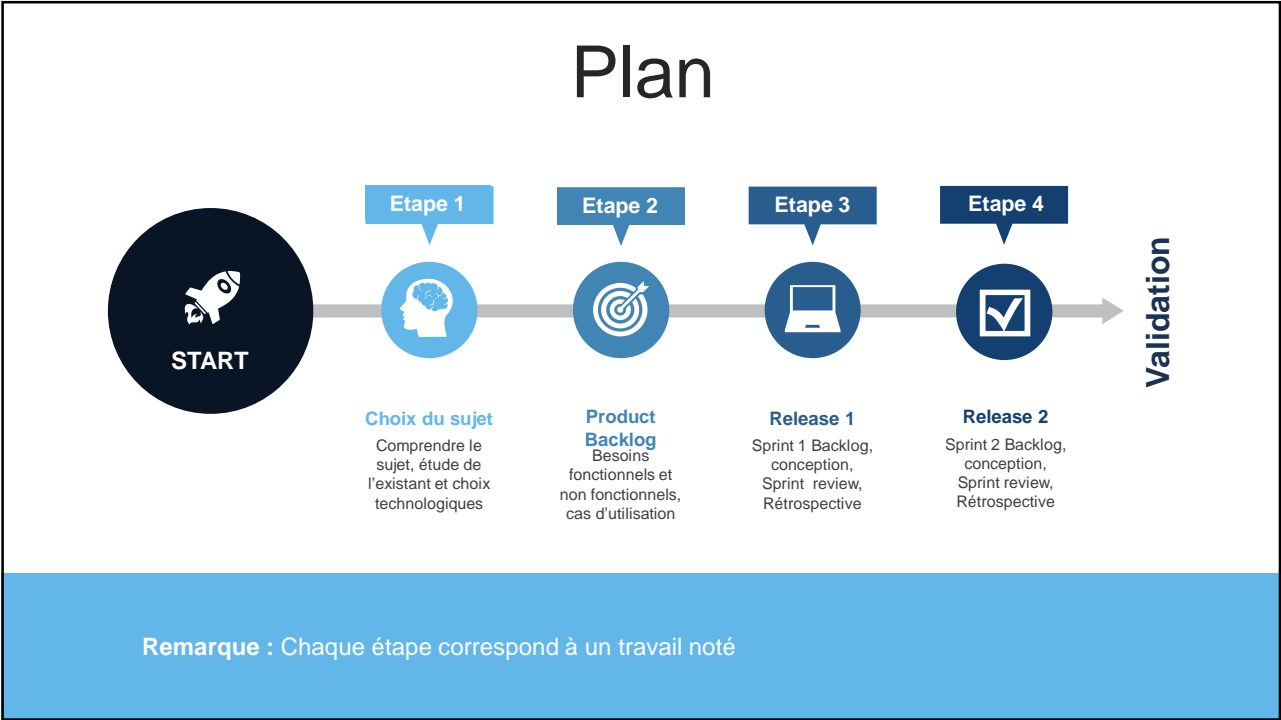 Plan
START
Etape 1
Choix du sujet
Comprendre le
sujet, étude de
l’existant et choix
technologiques
Etape 2
Product
Backlog
Besoins
fonctionnels et
non fonctionnels,
cas d’utilisation
Etape 3
Release 1
Sprint 1 Backlog,
conception,
Sprint review,
Rétrospective
Etape 4
Release 2
Sprint 2 Backlog,
conception,
Sprint review,
Rétrospective
Validation
Remarque : Chaque étape correspond à un travail noté